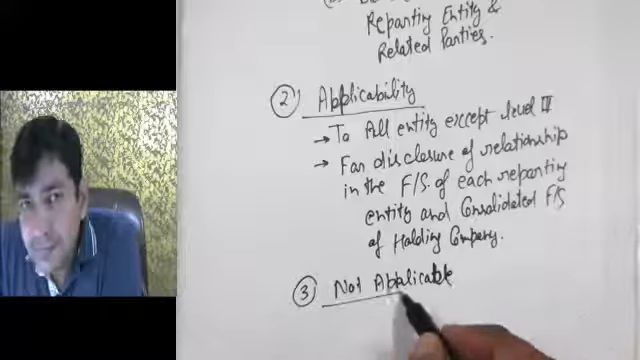 Reporting Entity &
Related Parties.
② Applicability
→ To All entity except level III
→ For disclosure of relationship
in the F/S. of each reporting
entity and Consolidated F/S
of Holding Company.
③ Not Applicable